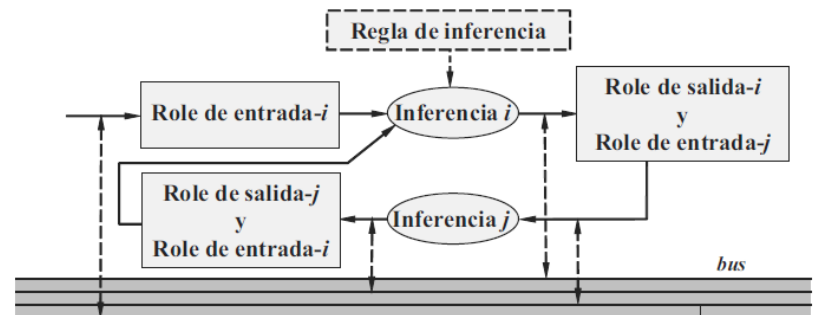 Regla de inferencia
Role de entrada-i
Inferencia i
Role de salida-i
y
Role de entrada-j
Role de salida-j
y
Role de entrada-i
Inferencia j
bus